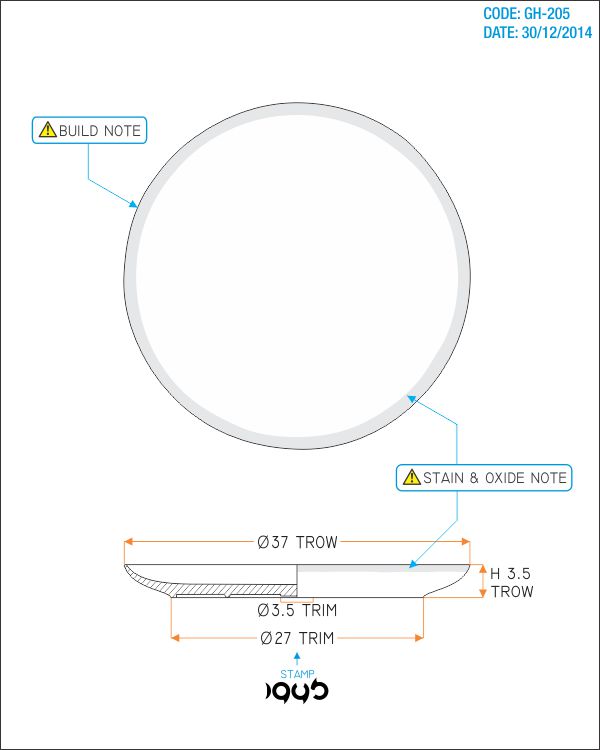 CODE: GH-205
DATE: 30/12/2014
BUILD NOTE
STAIN & OXIDE NOTE
Ø37 TROW
H 3.5
TROW
Ø3.5 TRIM
Ø27 TRIM
STAMP